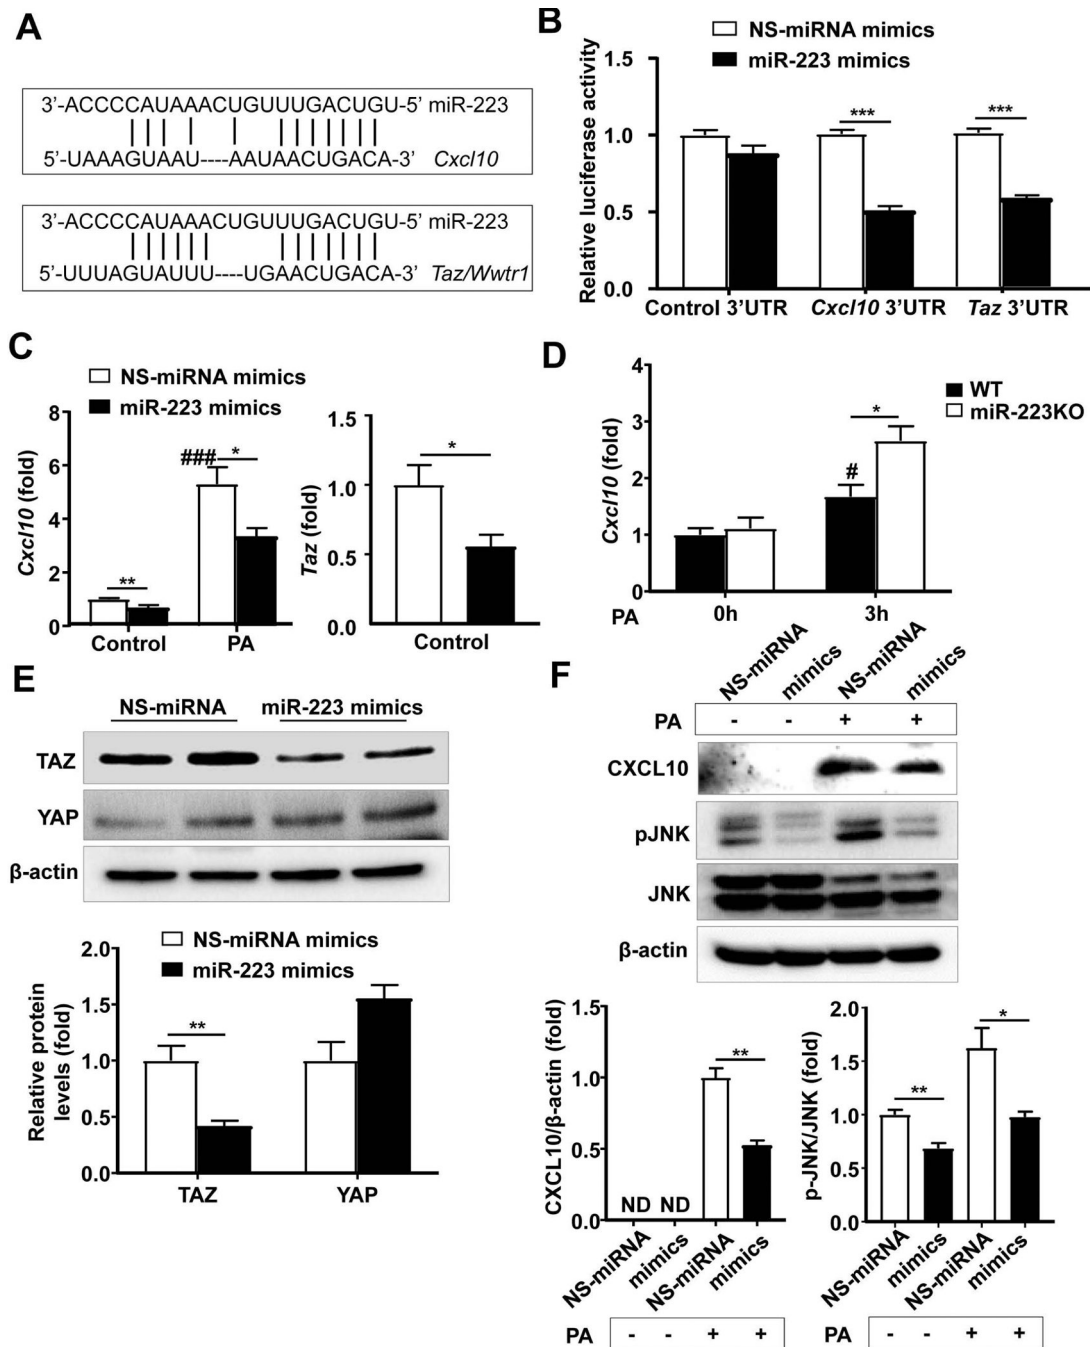 A
3'-ACCCCAUAAACUGUUUGACUGU-5' miR-223
5'-UAAAGUAAU----AAUAACUGACA-3' Cxcl10
3'-ACCCCAUAAACUGUUUGACUGU-5' miR-223
5'-UUUAGUAUUU----UGAACUGACA-3' Taz/Wwtr1
B
NS-miRNA mimics
miR-223 mimics
Relative luciferase activity
1.5
1.0
0.5
0.0
***
***
Control 3'UTR Cxcl10 3'UTR Taz 3'UTR
C
NS-miRNA mimics
miR-223 mimics
Cxcl10 (fold)
8
6
4
2
0
**
###
*
Control PA
Taz (fold)
1.5
1.0
0.5
0.0
*
Control
D
WT
miR-223KO
Cxcl10 (fold)
4
3
2
1
0
#
*
PA 0h 3h
E
NS-miRNA miR-223 mimics
TAZ
YAP
β-actin
NS-miRNA mimics
miR-223 mimics
Relative protein
levels (fold)
2.0
1.5
1.0
0.5
0.0
**
TAZ YAP
F
NS-miRNA mimics NS-miRNA mimics
PA - - + +
CXCL10
pJNK
JNK
β-actin
CXCL10/β-actin (fold)
1.5
1.0
0.5
0.0
ND ND
**
NS-miRNA mimics NS-miRNA mimics
PA - - + +
p-JNK/JNK (fold)
2.0
1.5
1.0
0.5
0.0
**
*
NS-miRNA mimics NS-miRNA mimics
PA - - + +